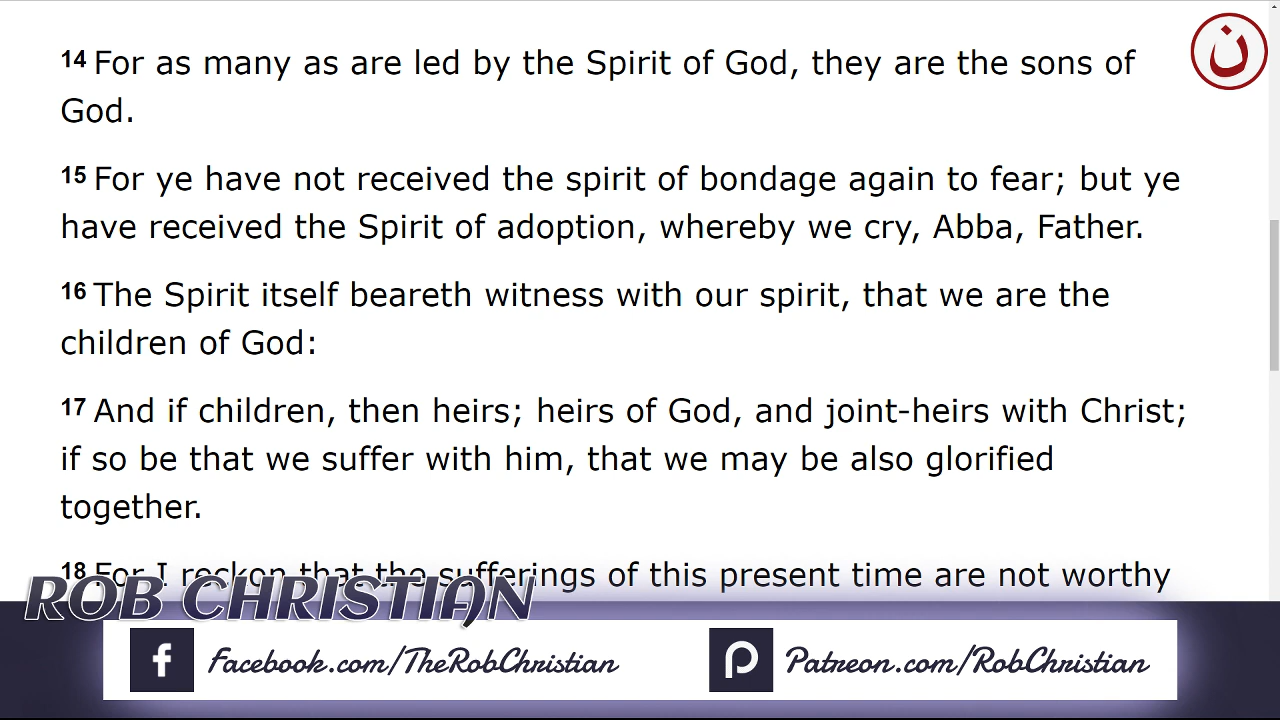 14 For as many as are led by the Spirit of God, they are the sons of
God.
15 For ye have not received the spirit of bondage again to fear; but ye
have received the Spirit of adoption, whereby we cry, Abba, Father.
16 The Spirit itself beareth witness with our spirit, that we are the
children of God:
17 And if children, then heirs; heirs of God, and joint-heirs with Christ;
if so be that we suffer with him, that we may be also glorified
together.
18 For I reckon that the sufferings of this present time are not worthy
ن
ROB CHRISTIAN
f Facebook.com/TheRobChristian
Patreon.com/RobChristian